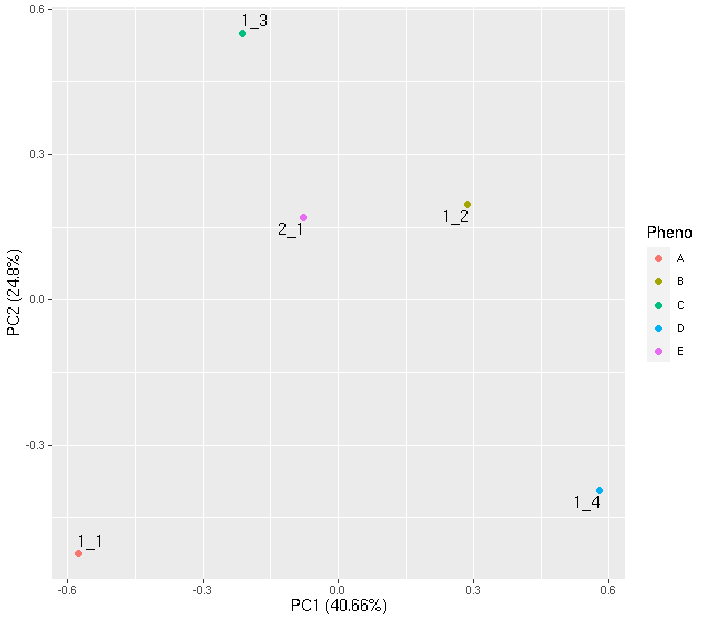 0.6
0.3
0.0
-0.3
PC2 (24.8%)
1_3
2_1
1_2
1_4
1_1
-0.6
-0.3
0.0
0.3
0.6
PC1 (40.66%)
Pheno
A
B
C
D
E